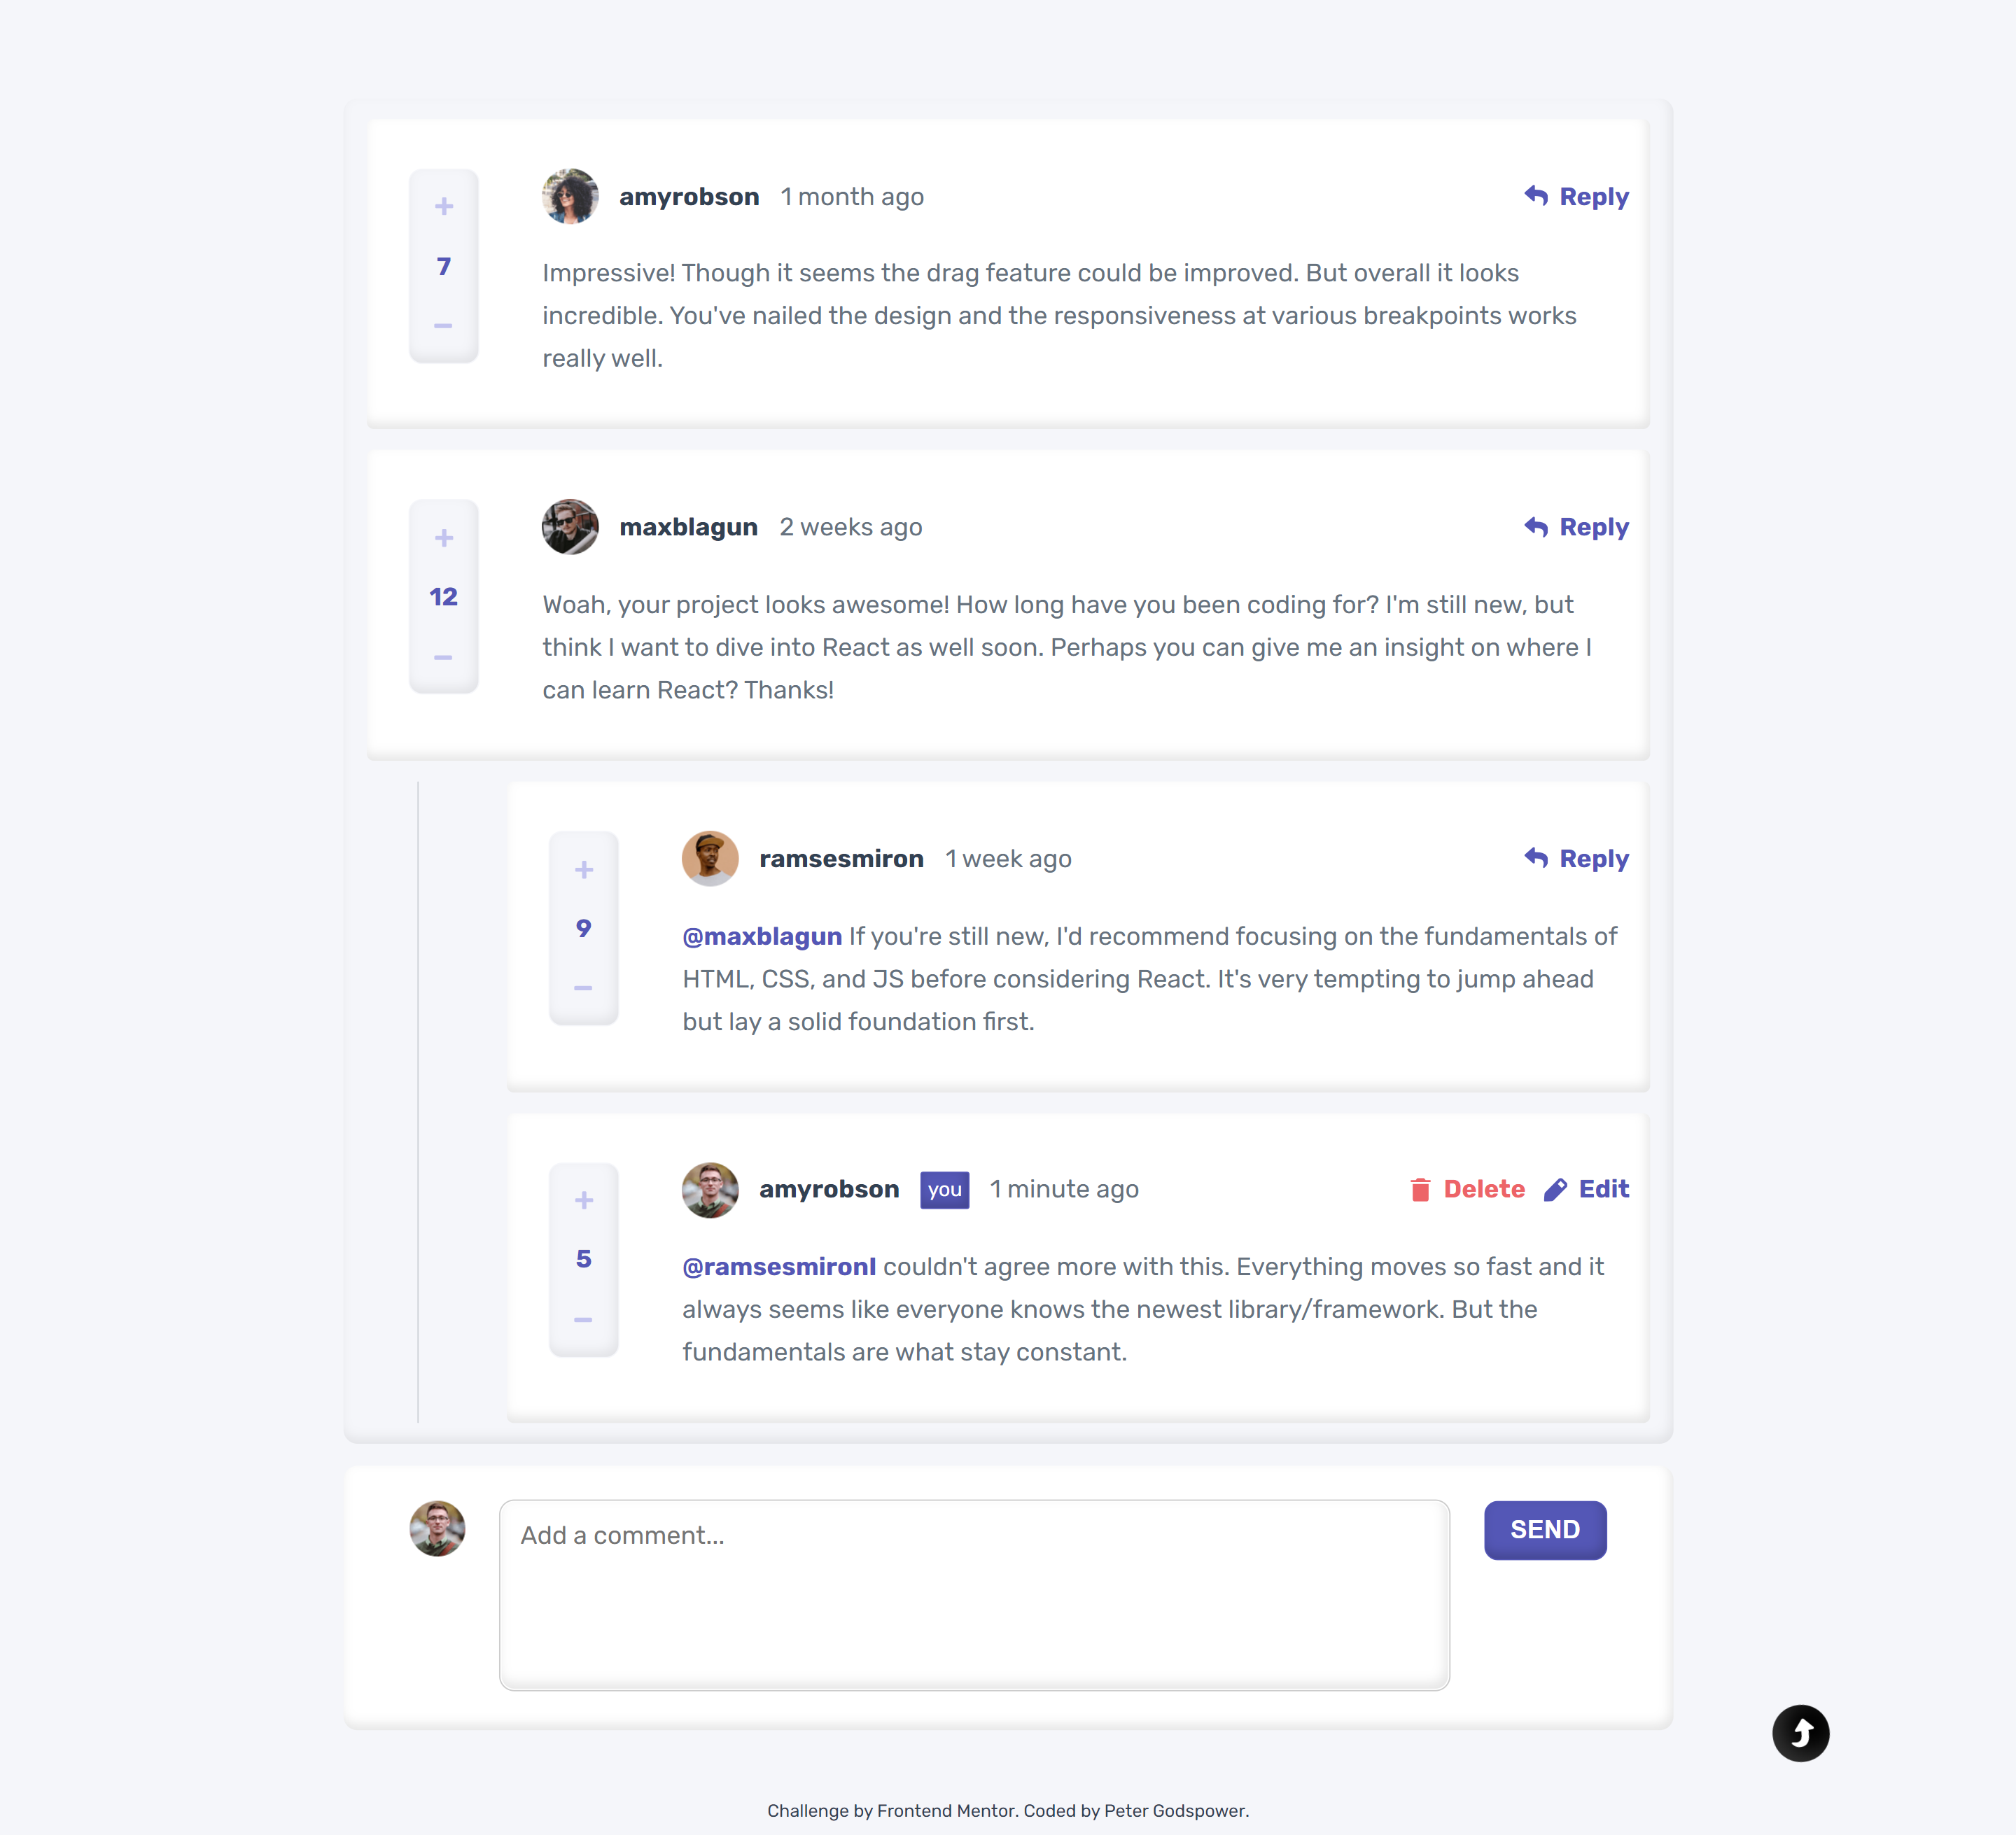 +
7
−
amyrobson 1 month ago
Reply
Impressive! Though it seems the drag feature could be improved. But overall it looks
incredible. You've nailed the design and the responsiveness at various breakpoints works
really well.
+
12
−
maxblagun 2 weeks ago
Reply
Woah, your project looks awesome! How long have you been coding for? I'm still new, but
think I want to dive into React as well soon. Perhaps you can give me an insight on where I
can learn React? Thanks!
+
9
−
ramsesmiron 1 week ago
Reply
@maxblagun If you're still new, I'd recommend focusing on the fundamentals of
HTML, CSS, and JS before considering React. It's very tempting to jump ahead
but lay a solid foundation first.
+
5
−
amyrobson you 1 minute ago
Delete Edit
@ramsesmironI couldn't agree more with this. Everything moves so fast and it
always seems like everyone knows the newest library/framework. But the
fundamentals are what stay constant.
Add a comment...
SEND
Challenge by Frontend Mentor. Coded by Peter Godspower.